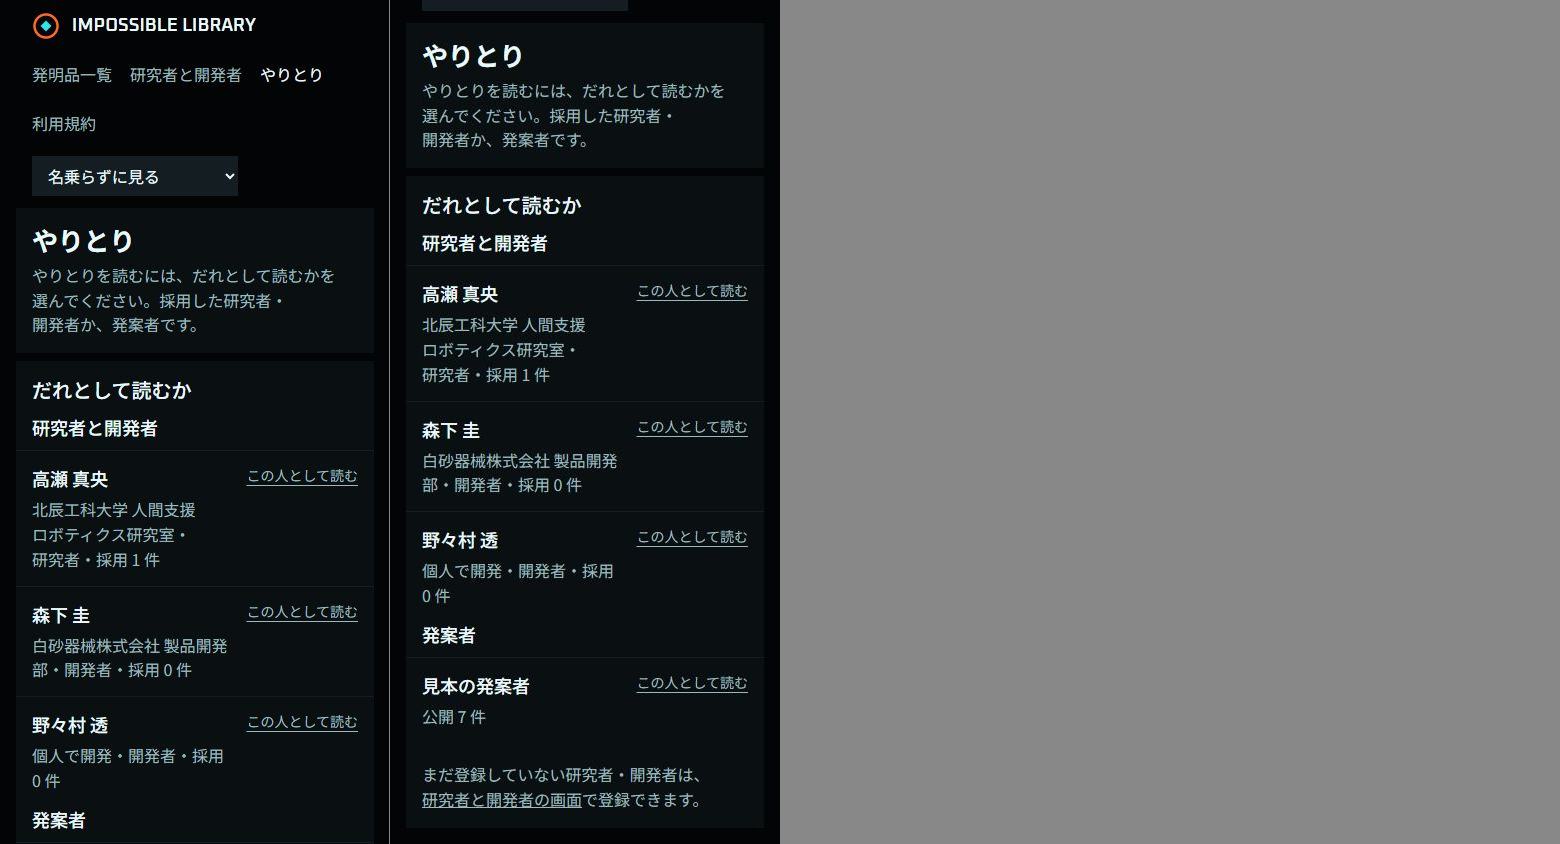 IMPOSSIBLE LIBRARY
発明品一覧 研究者と開発者 やりとり
利用規約
名乗らずに見る
やりとり
やりとりを読むには、だれとして読むかを
選んでください。採用した研究者・
開発者か、発案者です。
だれとして読むか
研究者と開発者
高瀬 真央 この人として読む
北辰工科大学 人間支援
ロボティクス研究室・
研究者・採用 1 件
森下 圭 この人として読む
白砂器械株式会社 製品開発
部・開発者・採用 0 件
野々村 透 この人として読む
個人で開発・開発者・採用
0 件
発案者
やりとり
やりとりを読むには、だれとして読むかを
選んでください。採用した研究者・
開発者か、発案者です。
だれとして読むか
研究者と開発者
高瀬 真央 この人として読む
北辰工科大学 人間支援
ロボティクス研究室・
研究者・採用 1 件
森下 圭 この人として読む
白砂器械株式会社 製品開発
部・開発者・採用 0 件
野々村 透 この人として読む
個人で開発・開発者・採用
0 件
発案者
見本の発案者 この人として読む
公開 7 件
まだ登録していない研究者・開発者は、
研究者と開発者の画面で登録できます。